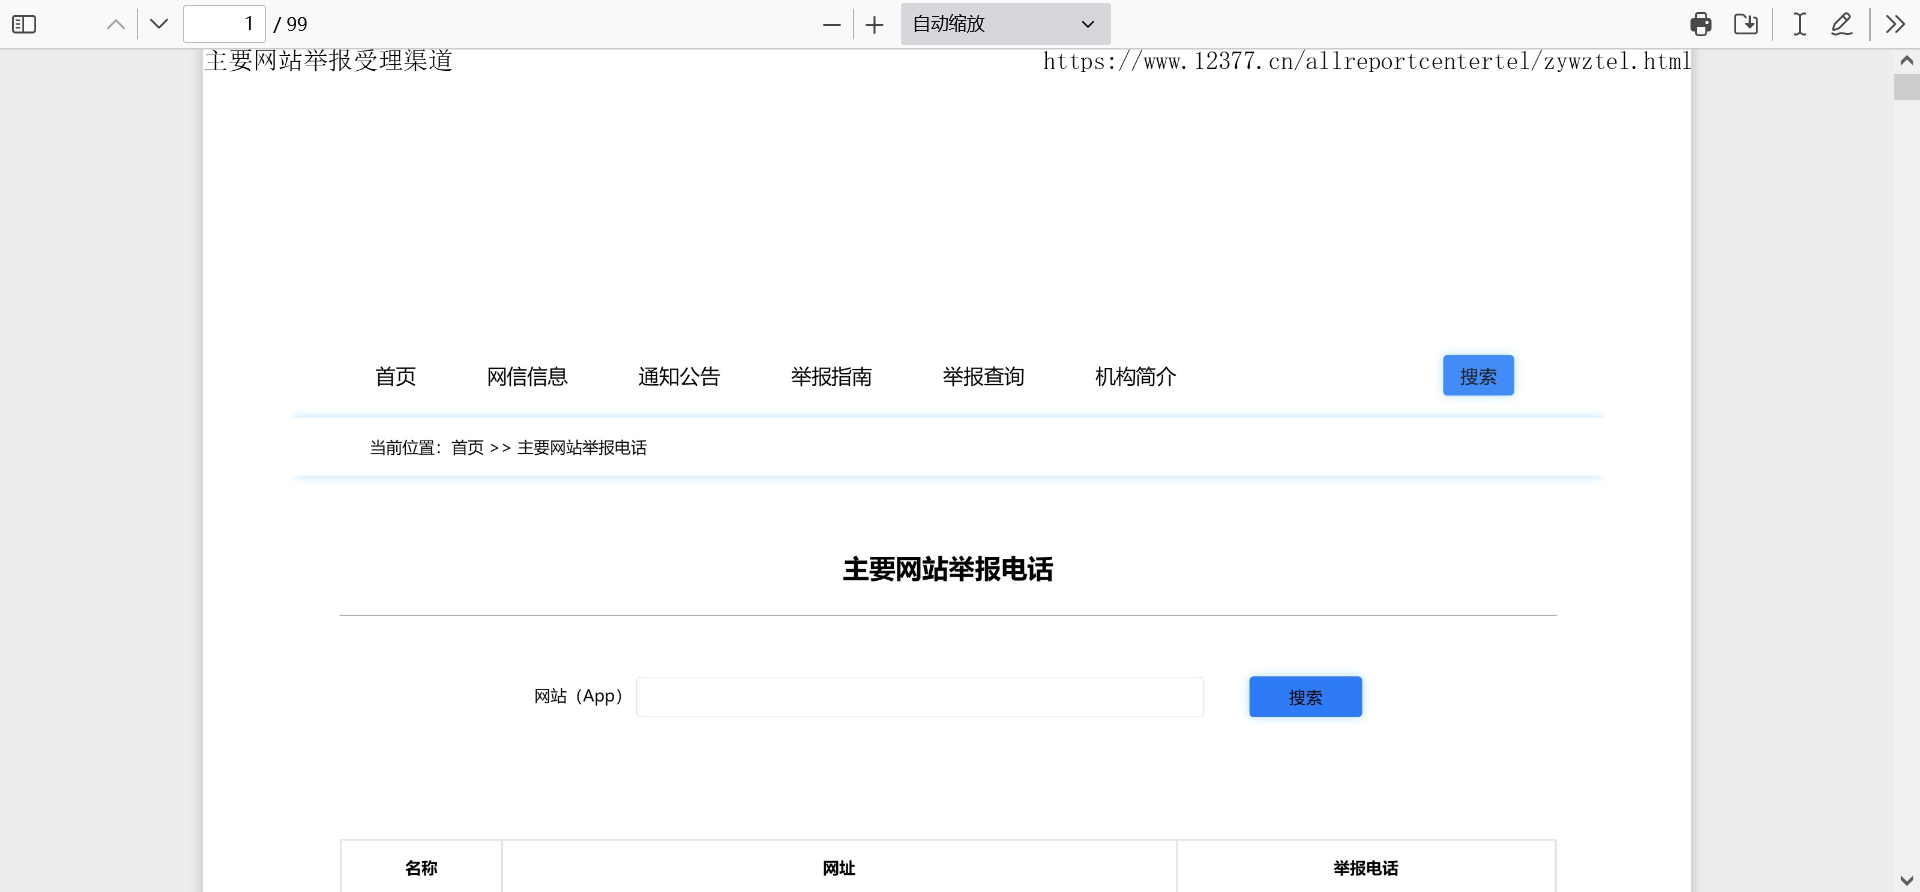 1 / 99 自动缩放
主要网站举报受理渠道 https://www.12377.cn/allreportcentertel/zywztel.html
首页 网信信息 通知公告 举报指南 举报查询 机构简介 搜索
当前位置：首页 >> 主要网站举报电话
主要网站举报电话
网站（App） 搜索
名称 网址 举报电话